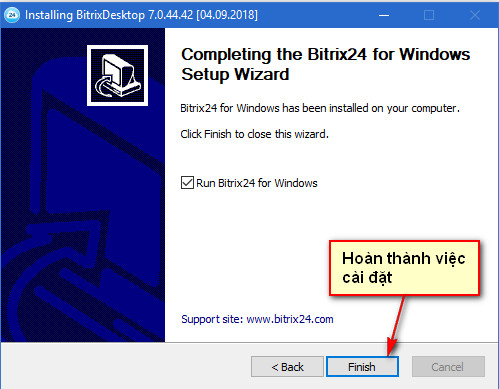 24 Installing BitrixDesktop 7.0.44.42 [04.09.2018]
Completing the Bitrix24 for Windows
Setup Wizard
Bitrix24 for Windows has been installed on your computer.
Click Finish to close this wizard.
Run Bitrix24 for Windows
Hoàn thành việc
cài đặt
Support site: www.bitrix24.com
< Back Finish Cancel